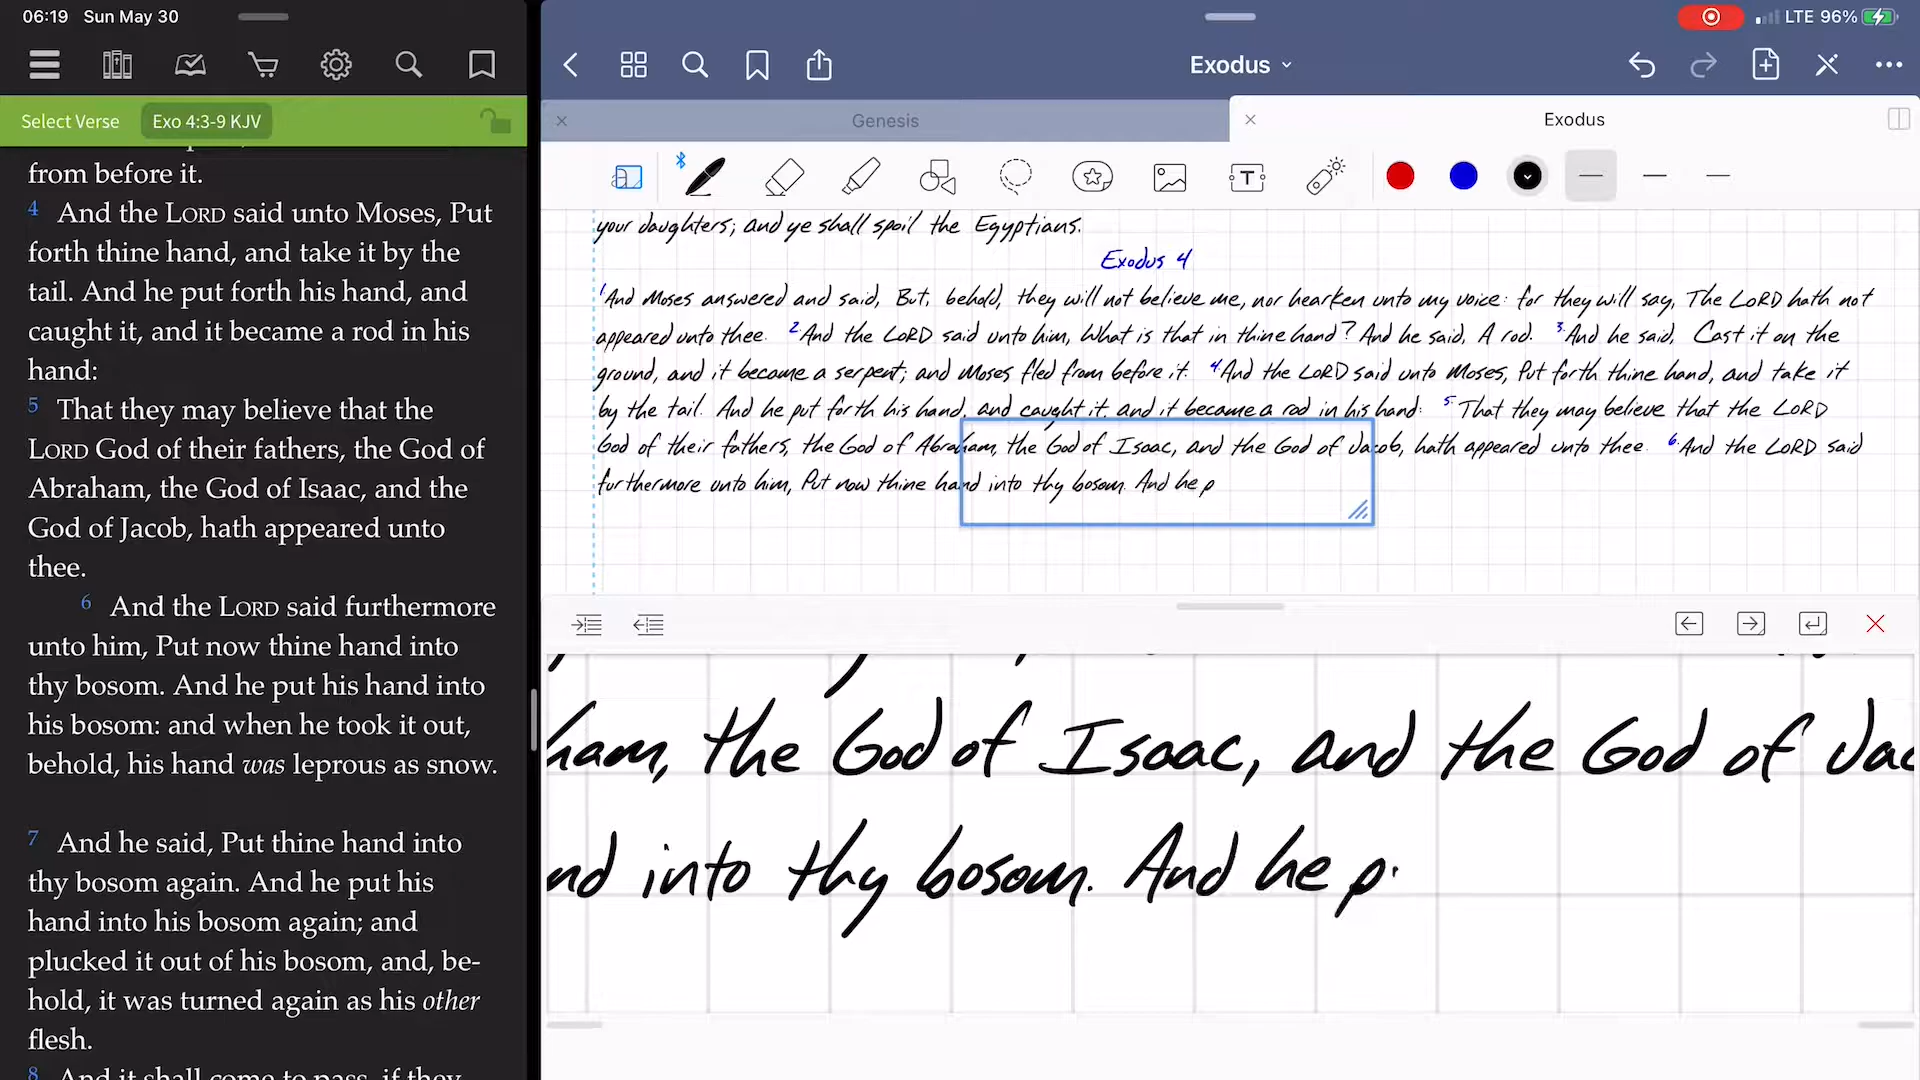 06:19 Sun May 30
LTE 96%
Select Verse Exo 4:3-9 KJV
from before it.
4 And the LORD said unto Moses, Put
forth thine hand, and take it by the
tail. And he put forth his hand, and
caught it, and it became a rod in his
hand:
5 That they may believe that the
LORD God of their fathers, the God of
Abraham, the God of Isaac, and the
God of Jacob, hath appeared unto
thee.
6 And the LORD said furthermore
unto him, Put now thine hand into
thy bosom. And he put his hand into
his bosom: and when he took it out,
behold, his hand was leprous as snow.
7 And he said, Put thine hand into
thy bosom again. And he put his
hand into his bosom again; and
plucked it out of his bosom, and, be-
hold, it was turned again as his other
flesh.
8 And it shall come to pass, if they
Exodus
Genesis
Exodus
your daughters; and ye shall spoil the Egyptians.
Exodus 4
1 And Moses answered and said, But, behold, they will not believe me, nor hearken unto my voice: for they will say, The LORD hath not
appeared unto thee. 2 And the LORD said unto him, What is that in thine hand? And he said, A rod. 3 And he said, Cast it on the
ground, and it became a serpent; and Moses fled from before it. 4 And the LORD said unto Moses, Put forth thine hand, and take it
by the tail. And he put forth his hand, and caught it, and it became a rod in his hand: 5 That they may believe that the LORD
God of their fathers, the God of Abraham, the God of Isaac, and the God of Jacob, hath appeared unto thee. 6 And the LORD said
furthermore unto him, Put now thine hand into thy bosom. And he p
ham, the God of Isaac, and the God of Jac
nd into thy bosom. And he p